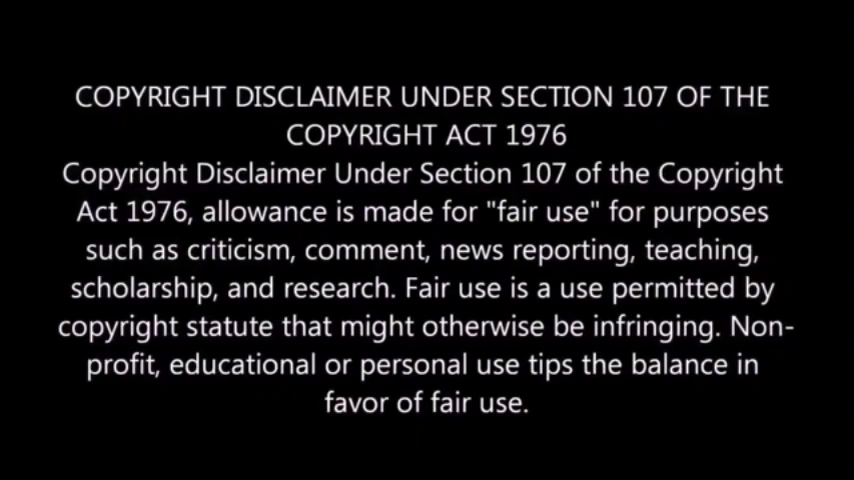 COPYRIGHT DISCLAIMER UNDER SECTION 107 OF THE
COPYRIGHT ACT 1976
Copyright Disclaimer Under Section 107 of the Copyright
Act 1976, allowance is made for "fair use" for purposes
such as criticism, comment, news reporting, teaching,
scholarship, and research. Fair use is a use permitted by
copyright statute that might otherwise be infringing. Non-
profit, educational or personal use tips the balance in
favor of fair use.